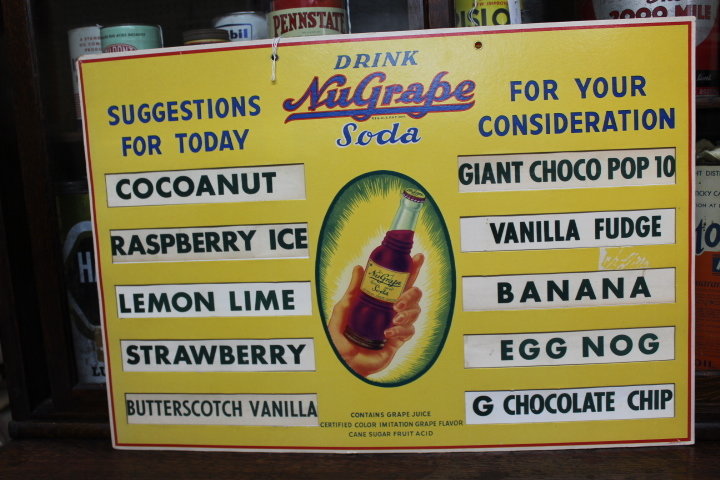 PENNSTATE
2000 MILE
DRINK
NuGrape
Soda
SUGGESTIONS
FOR TODAY
COCOANUT
RASPBERRY ICE
LEMON LIME
STRAWBERRY
BUTTERSCOTCH VANILLA
FOR YOUR
CONSIDERATION
GIANT CHOCO POP 10
VANILLA FUDGE
BANANA
EGG NOG
G CHOCOLATE CHIP
NuGrape
Soda
CONTAINS GRAPE JUICE
CERTIFIED COLOR IMITATION GRAPE FLAVOR
CANE SUGAR FRUIT ACID